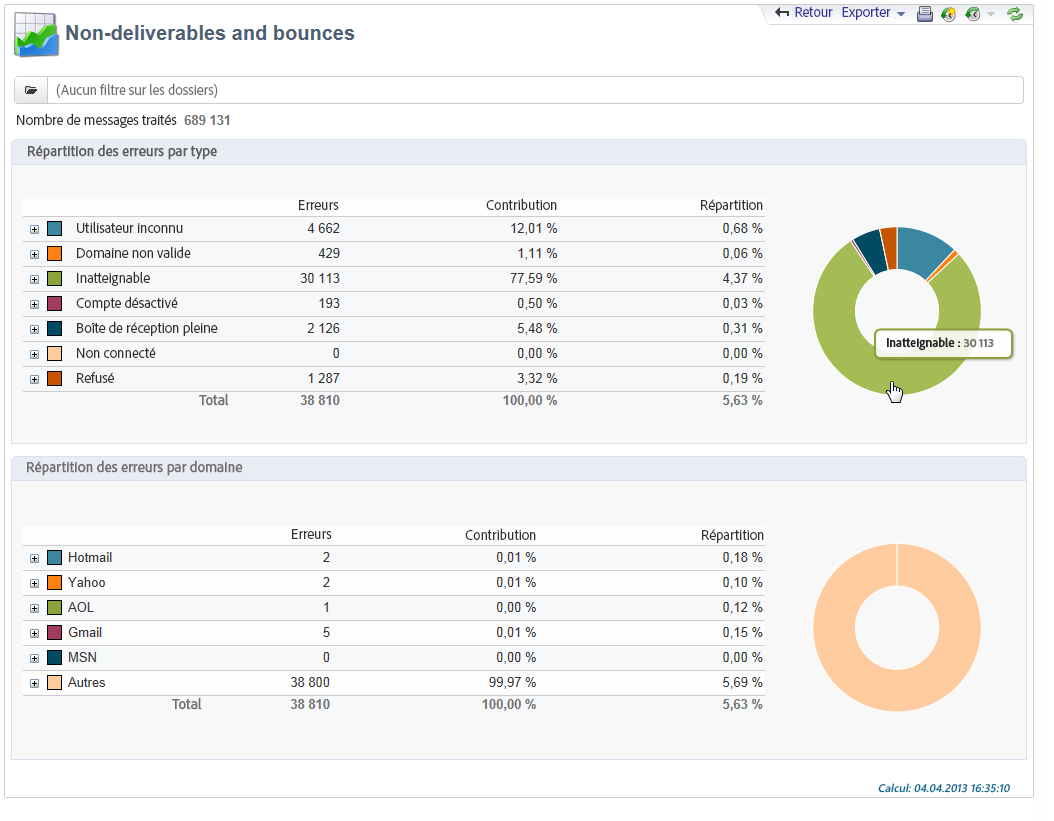 Retour Exporter
Non-deliverables and bounces
(Aucun filtre sur les dossiers)
Nombre de messages traités 689 131
Répartition des erreurs par type
Erreurs Contribution Répartition
Utilisateur inconnu 4 662 12,01 % 0,68 %
Domaine non valide 429 1,11 % 0,06 %
Inatteignable 30 113 77,59 % 4,37 %
Compte désactivé 193 0,50 % 0,03 %
Boîte de réception pleine 2 126 5,48 % 0,31 %
Non connecté 0 0,00 % 0,00 %
Refusé 1 287 3,32 % 0,19 %
Total 38 810 100,00 % 5,63 %
Inatteignable : 30 113
Répartition des erreurs par domaine
Erreurs Contribution Répartition
Hotmail 2 0,01 % 0,18 %
Yahoo 2 0,01 % 0,10 %
AOL 1 0,00 % 0,12 %
Gmail 5 0,01 % 0,15 %
MSN 0 0,00 % 0,00 %
Autres 38 800 99,97 % 5,69 %
Total 38 810 100,00 % 5,63 %
Calcul: 04.04.2013 16:35:10